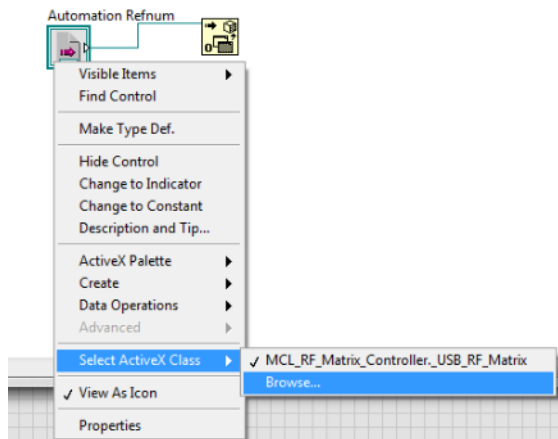 Automation Refnum
Visible Items
Find Control
Make Type Def.
Hide Control
Change to Indicator
Change to Constant
Description and Tip...
ActiveX Palette
Create
Data Operations
Advanced
Select ActiveX Class
✓ MCL_RF_Matrix_Controller._USB_RF_Matrix
Browse...
✓ View As Icon
Properties